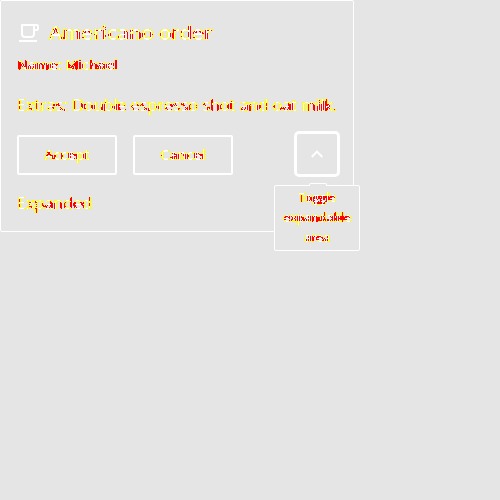 Americano order
Name: Michael
Extras: Double espresso shot and oat milk.
Accept
Cancel
Expanded!
Toggle
expandable
area